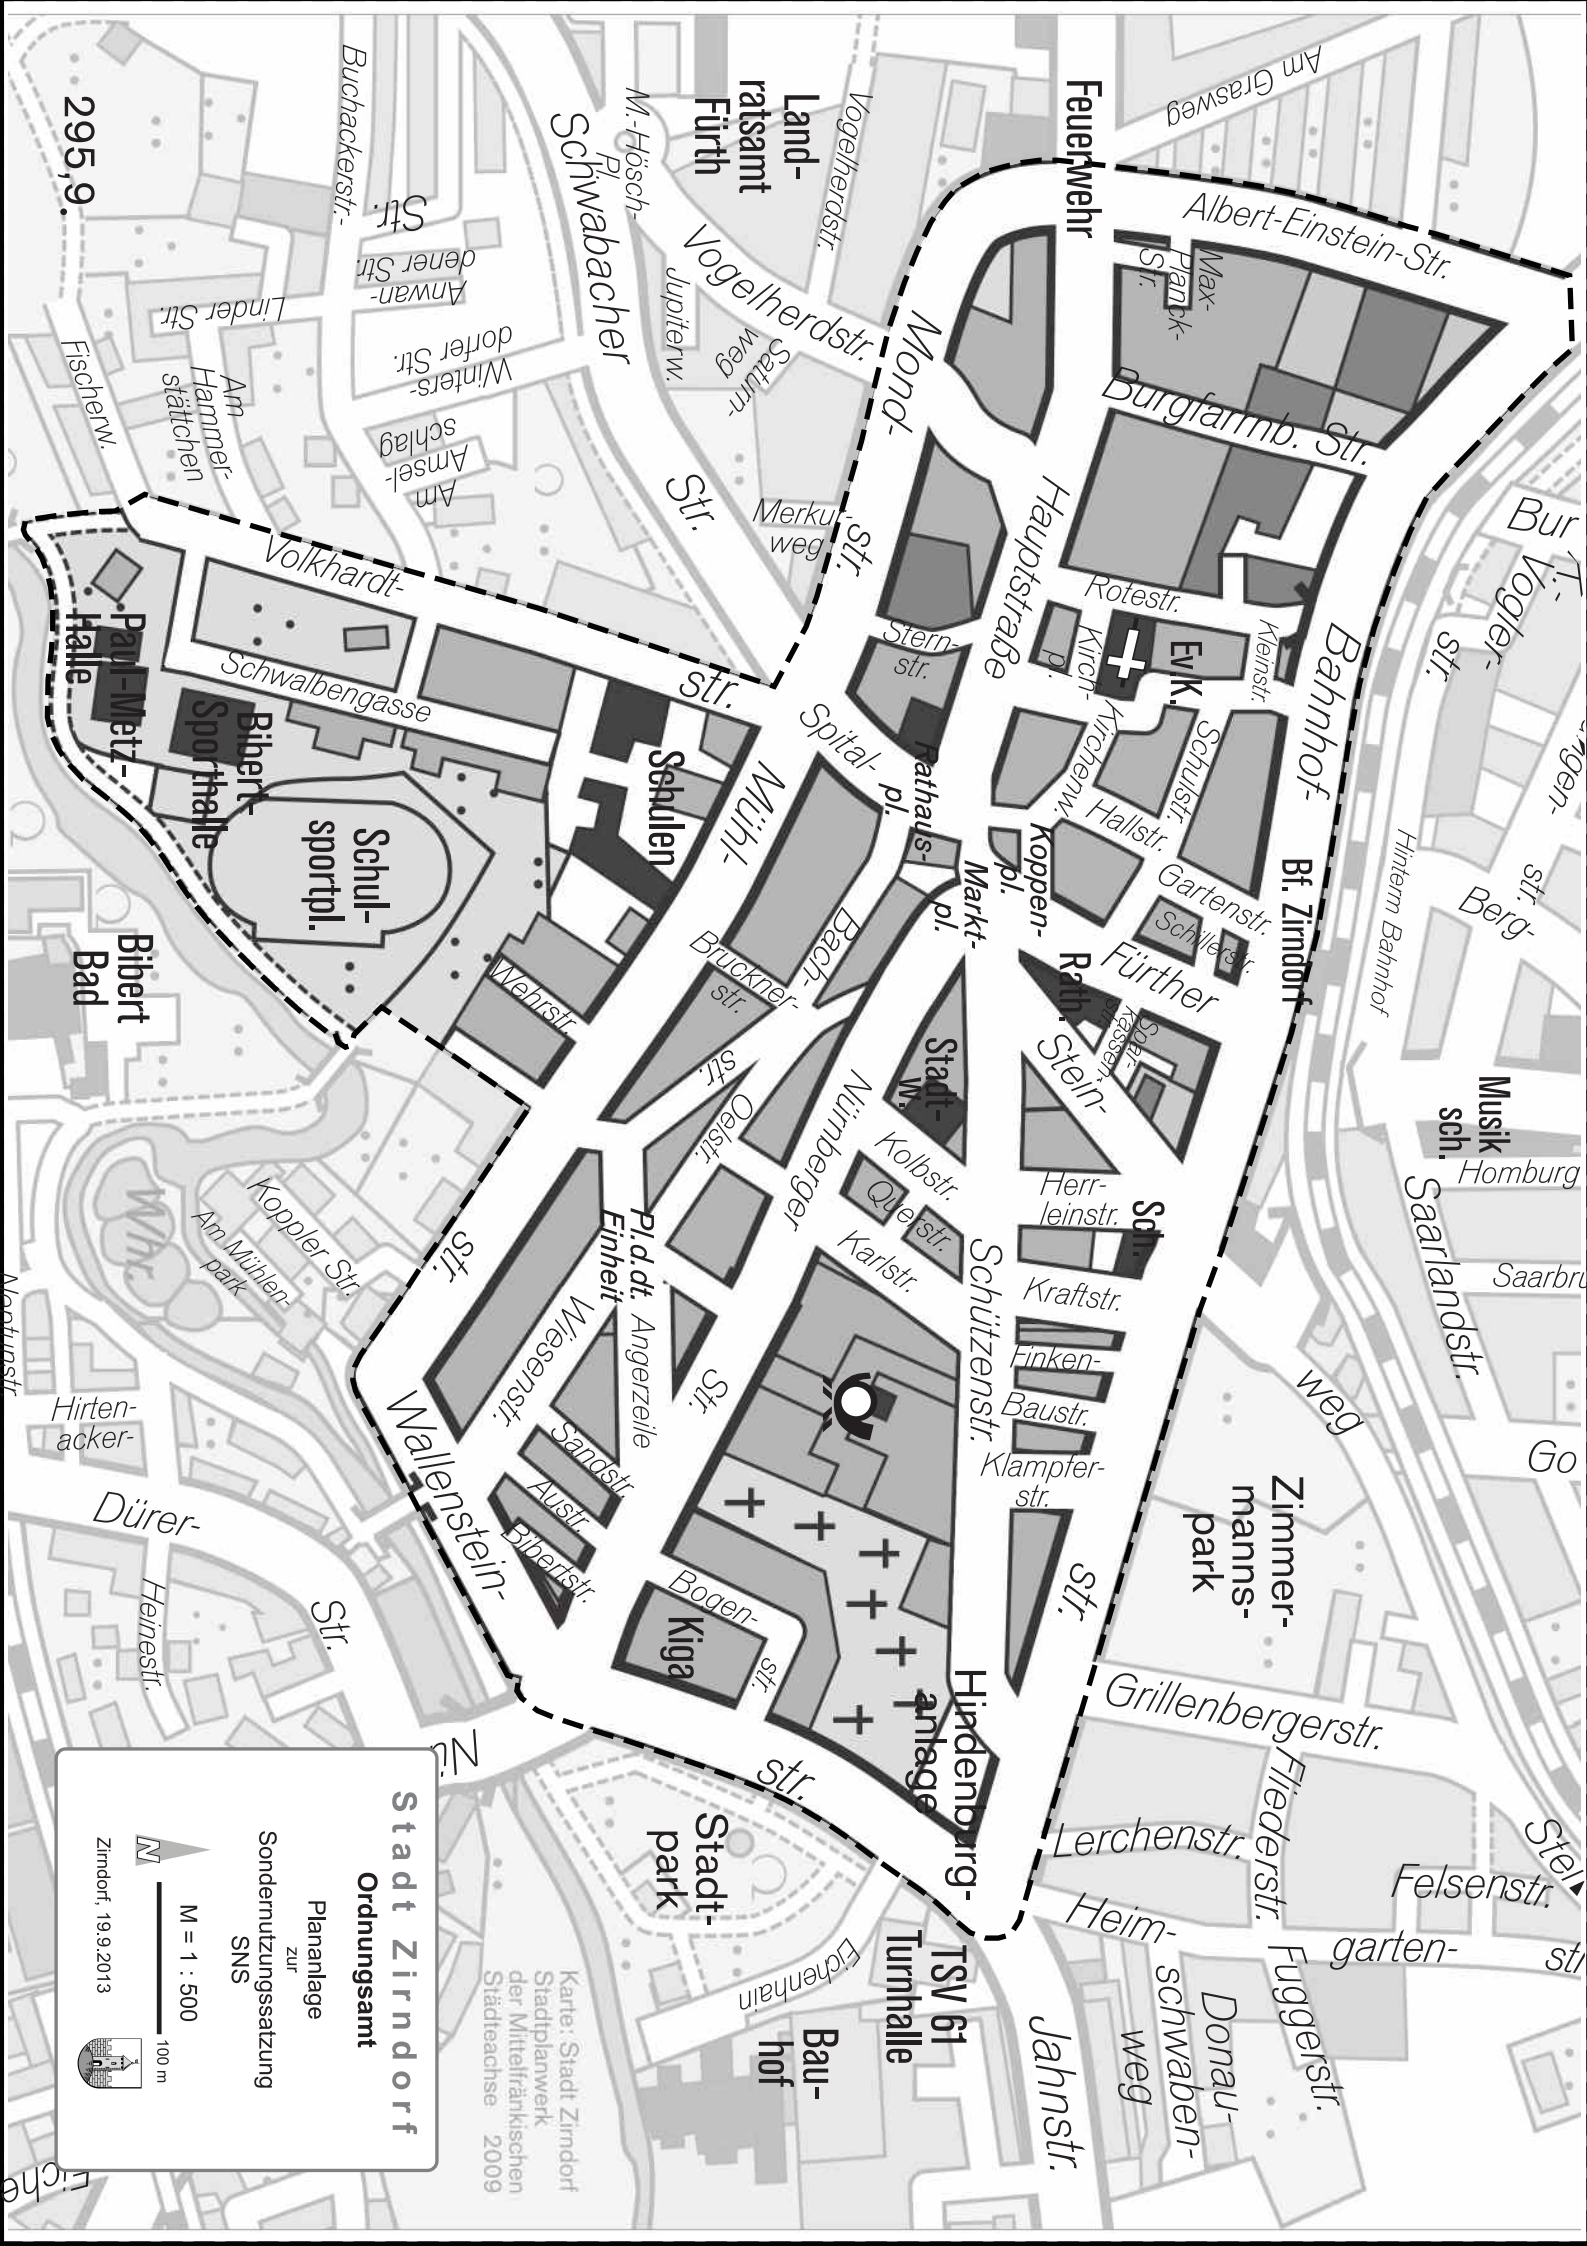 Stadt Zirndorf
Ordnungsamt
Plananlage
zur
Sondernutzungssatzung
SNS
M = 1 : 500
100 m
N
Zirndorf, 19.9.2013
Karte: Stadt Zirndorf
Stadtplanwerk
der Mittelfränkischen
Städteachse 2009
295,9
Buchackerstr.-
Str.
Anwan-
dener Str.
Linder Str.
Winters-
dorfer Str.
Am
Amsel-
schlag
Am
Hammer-
stättchen
Fischerw.
Schwabacher
Str.
M.-Hösch-
Pl.
Land-
ratsamt
Fürth
Vogelherdstr.
Vogelherdstr.
Jupiterw.
Saturn-
weg
Merkur-
weg
Mond-
str.
Feuerwehr
Am Grasweg
Albert-Einstein-Str.
Max-
Planck-
Str.
Burgfarrnb. Str.
Hauptstraße
Rotestr.
Stern-
str.
Kirch-
p.
Ev.K.
Kleinstr.
Kirchenw.
Schulstr.
Hallstr.
Gartenstr.
Schillerstr.
Bahnhof-
Bf. Zirndorf
Hinterm Bahnhof
Bur
Vogler-
str.
Berg-
str.
Musik
sch.
Homburg
Saarlandstr.
Saarbrü
Go
weg
Zimmer-
manns-
park
Volkhardt-
str.
Schwalbengasse
Paul-Metz-
Halle
Bibert-
Sporthalle
Schul-
sportpl.
Schulen
Bibert
Bad
Wehrstr.
Mühl-
str.
Spital-
pl.
Rathaus-
pl.
Markt-
pl.
Koppen-
pl.
Rath.
Fürther
Spar-
kassen-
str.
Stein-
Bruckner-
str.
Bach-
str.
Oelstr.
Nürnberger
Str.
Stadt-
w.
Kolbstr.
Querstr.
Karlstr.
Schützenstr.
Herr-
leinstr.
Sch.
Kraftstr.
Finken-
Baustr.
Klampfer-
str.
Str.
Pl.d.dt.
Einheit
Angerzeile
Wiesenstr.
Sandstr.
Austr.
Bibertstr.
Wallenstein-
str.
Bogen-
str.
Kiga
Hindenburg-
anlage
Whr.
Koppler Str.
Am Mühlen-
park
Neptunstr.
Hirten-
acker-
Dürer-
Str.
Heinestr.
Nü
Stadt-
park
Eichenhain
TSV 61
Turnhalle
Bau-
hof
Jahnstr.
Grillenbergerstr.
Fliederstr.
Lerchenstr.
Felsenstr.
Heim-
garten-
str
Fuggerstr.
Donau-
schwaben-
weg
Eiche